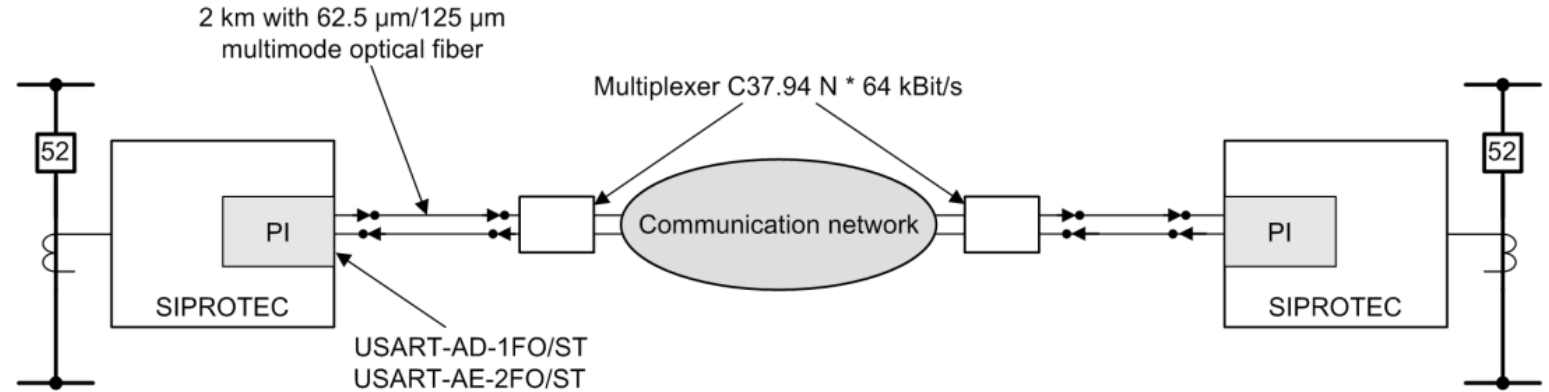 2 km with 62.5 μm/125 μm
multimode optical fiber
Multiplexer C37.94 N * 64 kBit/s
52
52
PI
Communication network
PI
SIPROTEC
SIPROTEC
USART-AD-1FO/ST
USART-AE-2FO/ST